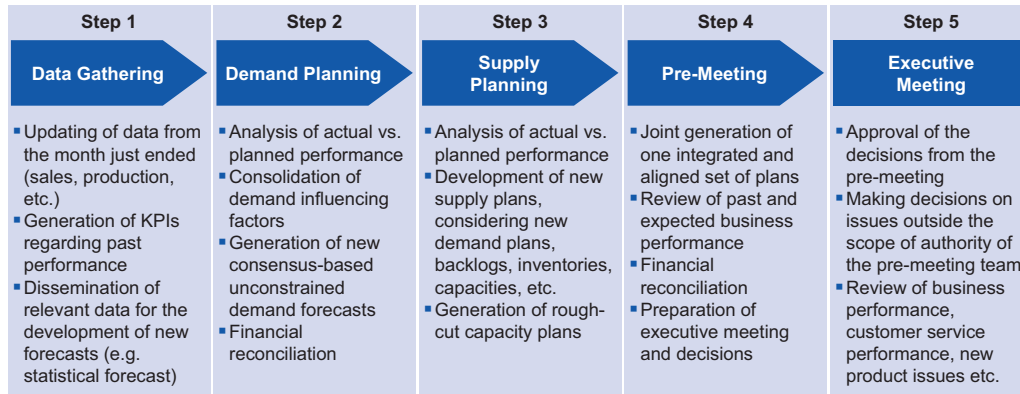 Step 1
Data Gathering
▪ Updating of data from
the month just ended
(sales, production,
etc.)
▪ Generation of KPIs
regarding past
performance
▪ Dissemination of
relevant data for the
development of new
forecasts (e.g.
statistical forecast)
Step 2
Demand Planning
▪ Analysis of actual vs.
planned performance
▪ Consolidation of
demand influencing
factors
▪ Generation of new
consensus-based
unconstrained
demand forecasts
▪ Financial
reconciliation
Step 3
Supply
Planning
▪ Analysis of actual vs.
planned performance
▪ Development of new
supply plans,
considering new
demand plans,
backlogs, inventories,
capacities, etc.
▪ Generation of rough-
cut capacity plans
Step 4
Pre-Meeting
▪ Joint generation of
one integrated and
aligned set of plans
▪ Review of past and
expected business
performance
▪ Financial
reconciliation
▪ Preparation of
executive meeting
and decisions
Step 5
Executive
Meeting
▪ Approval of the
decisions from the
pre-meeting
▪ Making decisions on
issues outside the
scope of authority of
the pre-meeting team
▪ Review of business
performance,
customer service
performance, new
product issues etc.